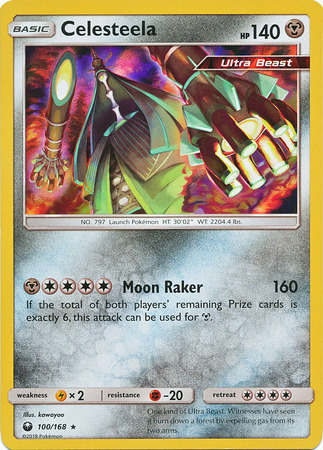 BASIC Celesteela HP 140
Ultra Beast
NO. 797 Launch Pokémon HT: 30'02" WT: 2204.4 lbs.
Moon Raker 160
If the total of both players' remaining Prize cards is
exactly 6, this attack can be used for .
weakness × 2 resistance -20 retreat
Illus. kawayoo
100/168 ★
©2018 Pokémon
One kind of Ultra Beast. Witnesses have seen
it burn down a forest by expelling gas from its
two arms.